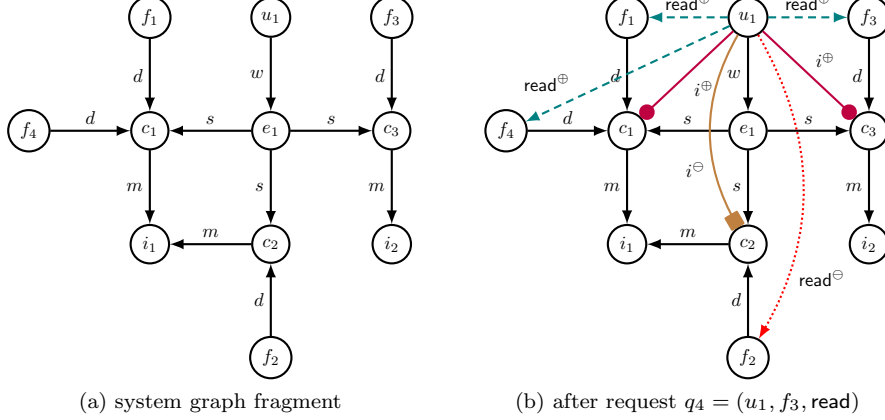 f₁ u₁ f₃
d w d
f₄ d c₁ s e₁ s c₃
m s m
i₁ m c₂ i₂
d
f₂
(a) system graph fragment
f₁ read⊕ u₁ read⊕ f₃
read⊕ d i⊕ w i⊕ d
f₄ d c₁ s e₁ s c₃
m i⊖ s m
i₁ m c₂ i₂
d read⊖
f₂
(b) after request q₄ = (u₁, f₃, read)